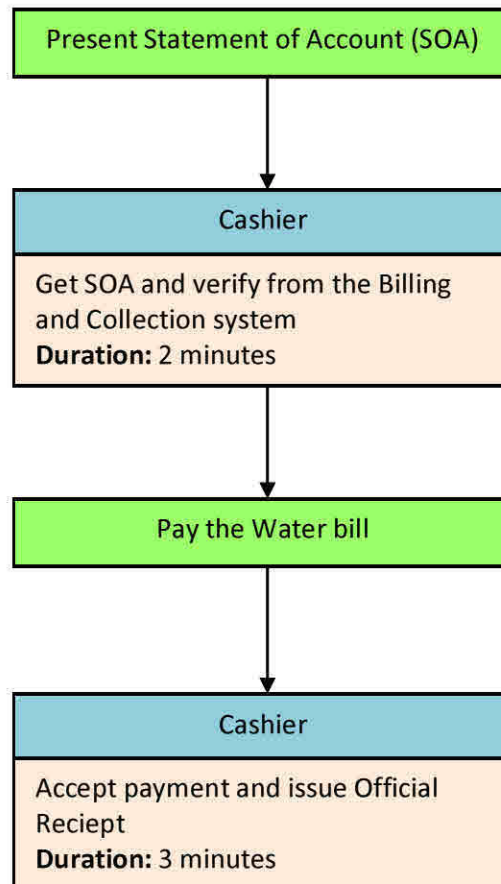 Present Statement of Account (SOA)
Cashier
Get SOA and verify from the Billing
and Collection system
Duration: 2 minutes
Pay the Water bill
Cashier
Accept payment and issue Official
Reciept
Duration: 3 minutes